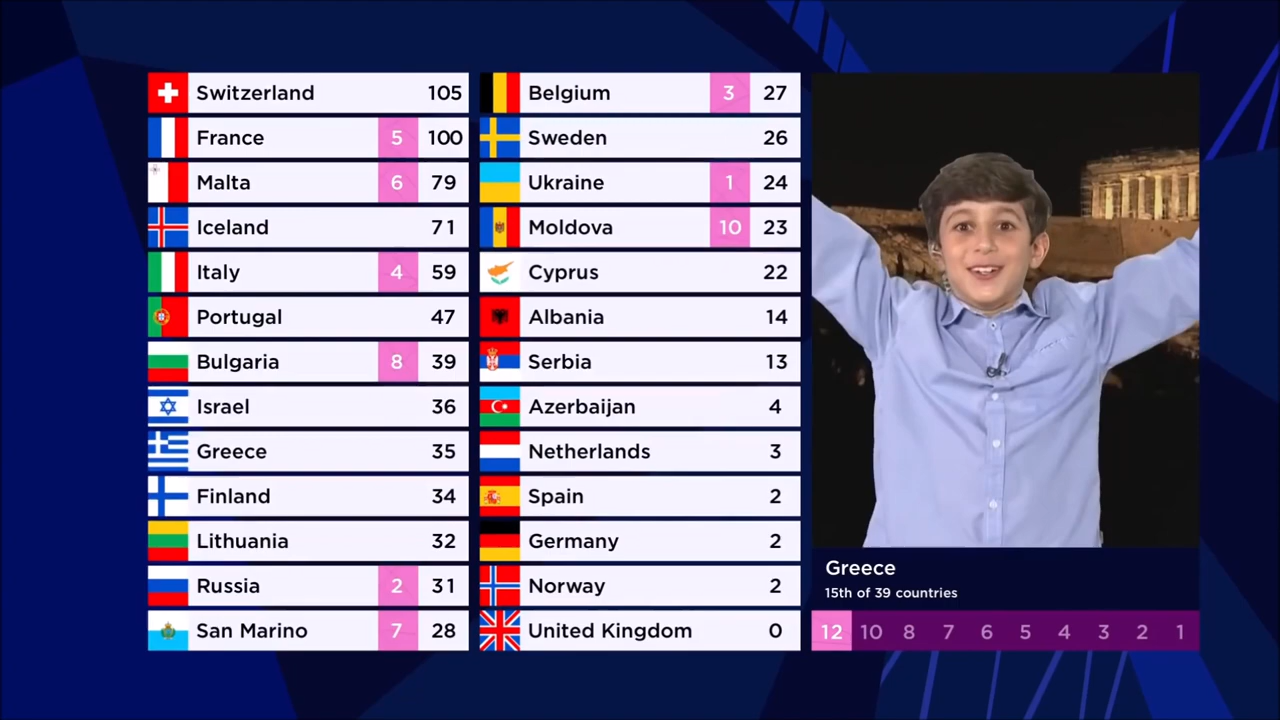 Switzerland 105
France 5 100
Malta 6 79
Iceland 71
Italy 4 59
Portugal 47
Bulgaria 8 39
Israel 36
Greece 35
Finland 34
Lithuania 32
Russia 2 31
San Marino 7 28
Belgium 3 27
Sweden 26
Ukraine 1 24
Moldova 10 23
Cyprus 22
Albania 14
Serbia 13
Azerbaijan 4
Netherlands 3
Spain 2
Germany 2
Norway 2
United Kingdom 0
Greece
15th of 39 countries
12 10 8 7 6 5 4 3 2 1